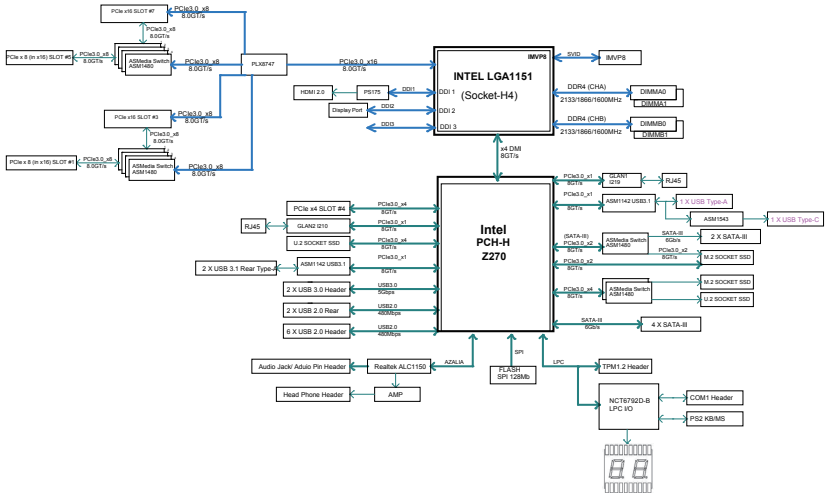 PCIe x16 SLOT #7
PCIe3.0_x8
8.0GT/s
PCIe3.0_x8
8.0GT/s
PCIe x 8 (in x16) SLOT #5
PCIe3.0_x8
8.0GT/s
ASMedia Switch
ASM1480
PCIe3.0_x8
8.0GT/s
PLX8747
PCIe3.0_x16
8.0GT/s
PCIe x16 SLOT #3
PCIe3.0_x8
8.0GT/s
PCIe3.0_x8
8.0GT/s
PCIe x 8 (in x16) SLOT #1
PCIe3.0_x8
8.0GT/s
ASMedia Switch
ASM1480
PCIe3.0_x8
8.0GT/s
IMVP8
INTEL LGA1151
(Socket-H4)
DDI 1
DDI 2
DDI 3
SVID
IMVP8
HDMI 2.0
PS175
DDI1
Display Port
DDI2
DDI3
DDR4 (CHA)
2133/1866/1600MHz
DIMMA0
DIMMA1
DDR4 (CHB)
2133/1866/1600MHz
DIMMB0
DIMMB1
x4 DMI
8GT/s
Intel
PCH-H
Z270
PCIe x4 SLOT #4
PCIe3.0_x4
8GT/s
RJ45
GLAN2 I210
PCIe3.0_x1
8GT/s
U.2 SOCKET SSD
PCIe3.0_x4
8GT/s
2 X USB 3.1 Rear Type-A
ASM1142 USB3.1
PCIe3.0_x1
8GT/s
2 X USB 3.0 Header
USB3.0
5Gbps
2 X USB 2.0 Rear
USB2.0
480Mbps
6 X USB 2.0 Header
USB2.0
480Mbps
PCIe3.0_x1
8GT/s
GLAN1
I219
RJ45
PCIe3.0_x1
8GT/s
ASM1142 USB3.1
1 X USB Type-A
ASM1543
1 X USB Type-C
(SATA-III)
PCIe3.0_x2
8GT/s
ASMedia Switch
ASM1480
SATA-III
6Gb/s
2 X SATA-III
PCIe3.0_x2
8GT/s
PCIe3.0_x2
8GT/s
M.2 SOCKET SSD
PCIe3.0_x4
8GT/s
ASMedia Switch
ASM1480
M.2 SOCKET SSD
U.2 SOCKET SSD
SATA-III
6Gb/s
4 X SATA-III
Audio Jack/ Aduio Pin Header
Realtek ALC1150
AZALIA
SPI
FLASH
SPI 128Mb
LPC
TPM1.2 Header
Head Phone Header
AMP
NCT6792D-B
LPC I/O
COM1 Header
PS2 KB/MS
8.8.